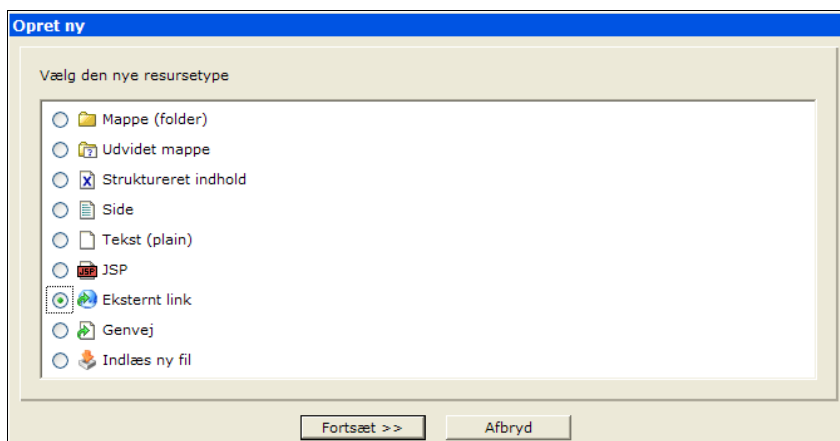 Opret ny
Vælg den nye resursetype
Mappe (folder)
Udvidet mappe
Struktureret indhold
Side
Tekst (plain)
JSP
Eksternt link
Genvej
Indlæs ny fil
Fortsæt >> Afbryd